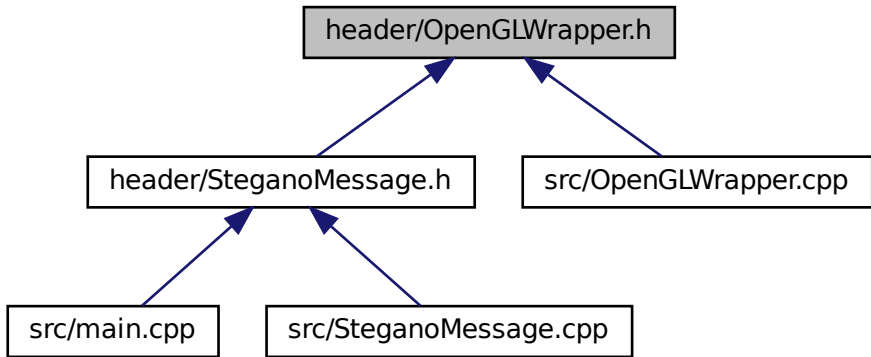 header/OpenGLWrapper.h
header/SteganoMessage.h
src/OpenGLWrapper.cpp
src/main.cpp
src/SteganoMessage.cpp